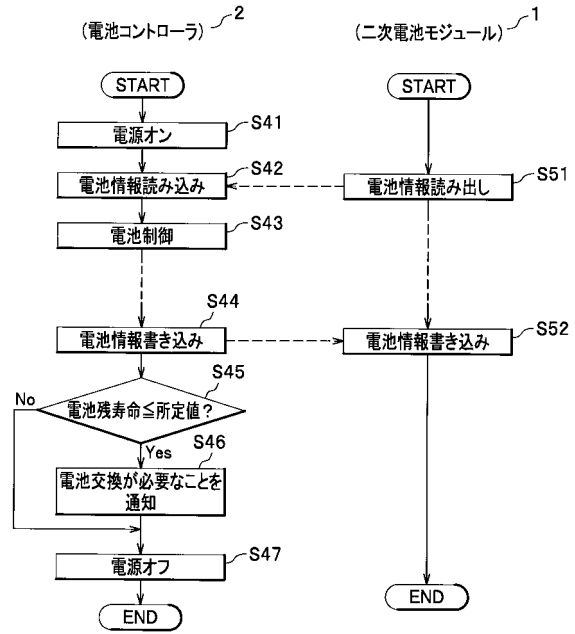 2
1
(電池コントローラ)
(二次電池モジュール)
START
START
電源オン
S41
電池情報読み込み
S42
電池情報読み出し
S51
電池制御
S43
電池情報書き込み
S44
電池情報書き込み
S52
電池残寿命≦所定値?
S45
No
Yes
S46
電池交換が必要なことを
通知
電源オフ
S47
END
END